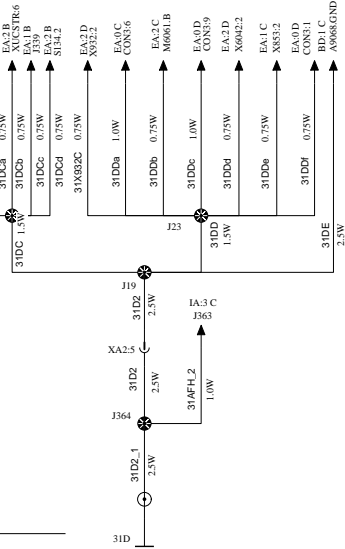 EA:2 B
XUCSTR:6
EA:1 B
J339
EA:2 B
S134.2
EA:2 D
X932:2
EA:0 C
CON3:6
EA:2 C
M6061:B
EA:0 D
CON3:9
EA:2 D
X6042:2
EA:1 C
X853:2
EA:0 D
CON3:1
BD:1 C
A9068.GND
31DCa
0.75W
31DCb
0.75W
31DCc
0.75W
31DCd
0.75W
31X932C
0.75W
31DDa
1.0W
31DDb
0.75W
31DDc
1.0W
31DDd
0.75W
31DDe
0.75W
31DDf
0.75W
31DC
1.5W
J23
31DD
1.5W
31DE
2.5W
J19
31D2
2.5W
IA:3 C
J363
XA2:5
31D2
2.5W
31AFH_2
1.0W
J364
31D2_1
2.5W
31D